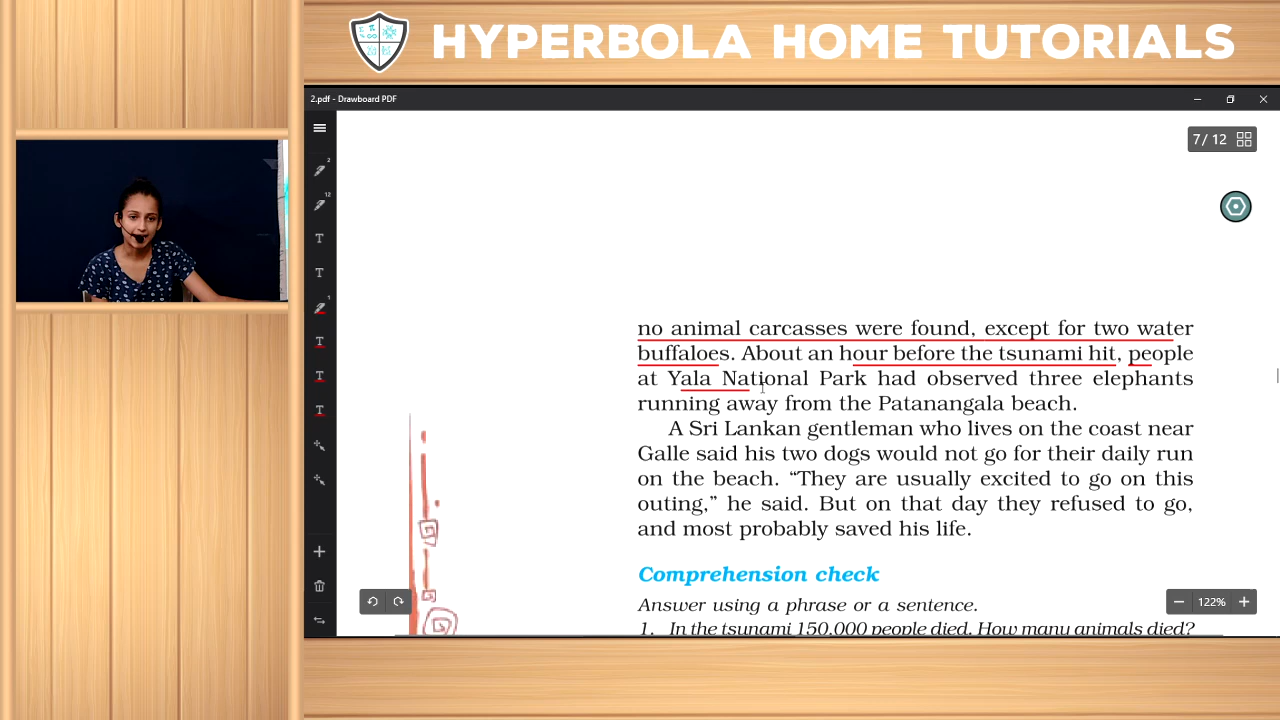 HYPERBOLA HOME TUTORIALS
2.pdf - Drawboard PDF
7 / 12
2
12
T
T
1
T
T
T
no animal carcasses were found, except for two water
buffaloes. About an hour before the tsunami hit, people
at Yala National Park had observed three elephants
running away from the Patanangala beach.
A Sri Lankan gentleman who lives on the coast near
Galle said his two dogs would not go for their daily run
on the beach. “They are usually excited to go on this
outing,” he said. But on that day they refused to go,
and most probably saved his life.
Comprehension check
Answer using a phrase or a sentence.
122%
1. In the tsunami 150,000 people died. How many animals died?